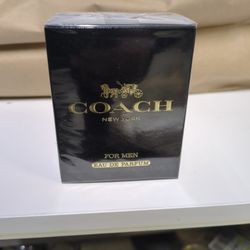 COACH
NEW YORK
FOR MEN
EAU DE PARFUM